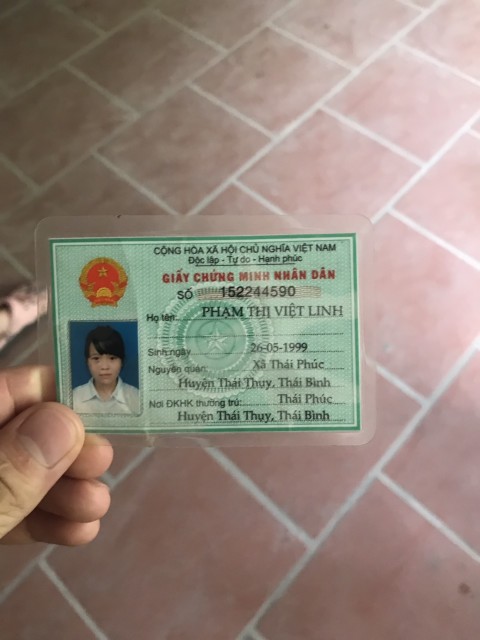 CỘNG HÒA XÃ HỘI CHỦ NGHĨA VIỆT NAM
Độc lập - Tự do - Hạnh phúc
GIẤY CHỨNG MINH NHÂN DÂN
SỐ 152244590
Họ tên: PHẠM THỊ VIỆT LINH
Sinh ngày 26-05-1999
Nguyên quán: Xã Thái Phúc
Huyện Thái Thụy, Thái Bình
Nơi ĐKHK thường trú: Thái Phúc
Huyện Thái Thụy, Thái Bình